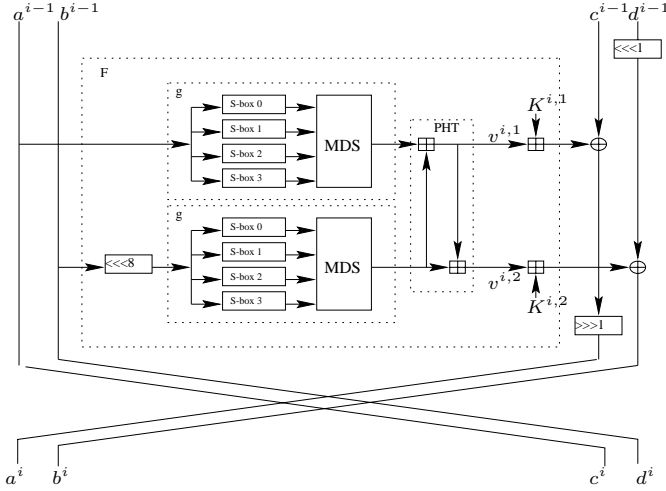 a^{i-1} b^{i-1} c^{i-1} d^{i-1}
<<<1
F
g
S-box 0
S-box 1
S-box 2
S-box 3
MDS
PHT
v^{i,1}
K^{i,1}
g
<<<8
S-box 0
S-box 1
S-box 2
S-box 3
MDS
v^{i,2}
K^{i,2}
>>>1
a^i b^i c^i d^i